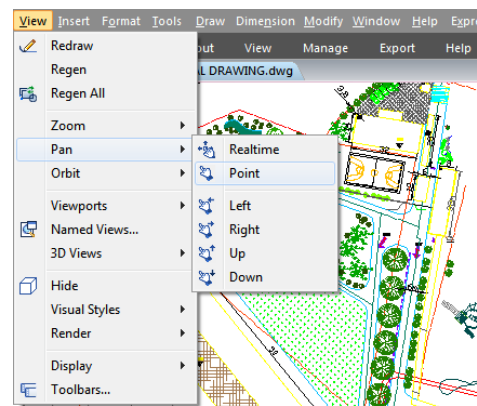 View Insert Format Tools Draw Dimension Modify Window Help Expre
out View Manage Export Help
AL DRAWING.dwg
Redraw
Regen
Regen All
Zoom
Pan
Orbit
Viewports
Named Views...
3D Views
Hide
Visual Styles
Render
Display
Toolbars...
Realtime
Point
Left
Right
Up
Down